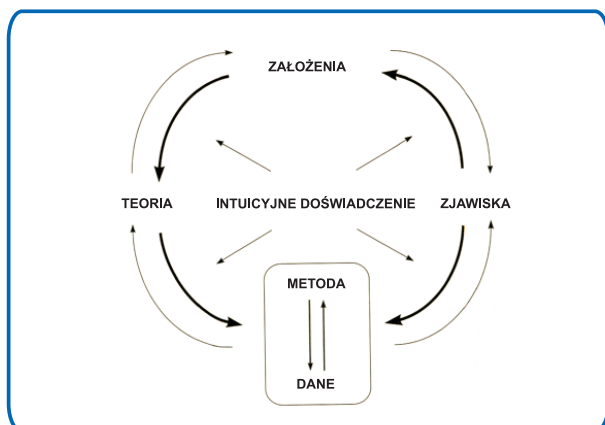 ZAŁOŻENIA
TEORIA
INTUICYJNE DOŚWIADCZENIE
ZJAWISKA
METODA
DANE